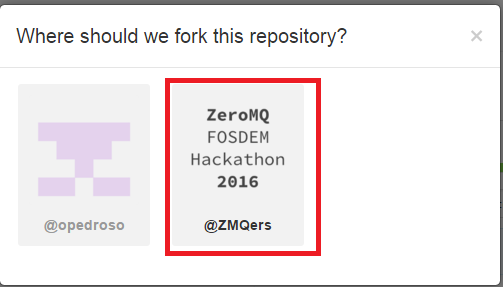 Where should we fork this repository?
×
ZeroMQ
FOSDEM
Hackathon
2016
@opedroso
@ZMQers